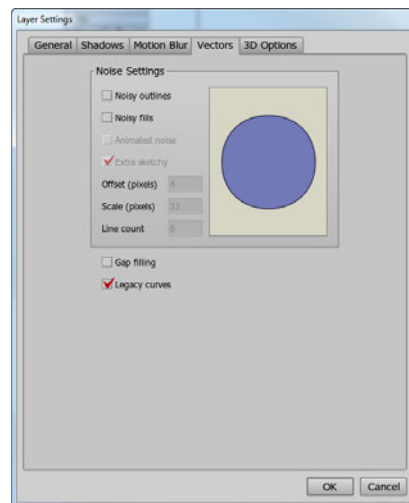 Layer Settings
General Shadows Motion Blur Vectors 3D Options
Noise Settings
Noisy outlines
Noisy fills
Animated noise
Extra sketchy
Offset (pixels) 4
Scale (pixels) 32
Line count 6
Gap filling
Legacy curves
OK Cancel